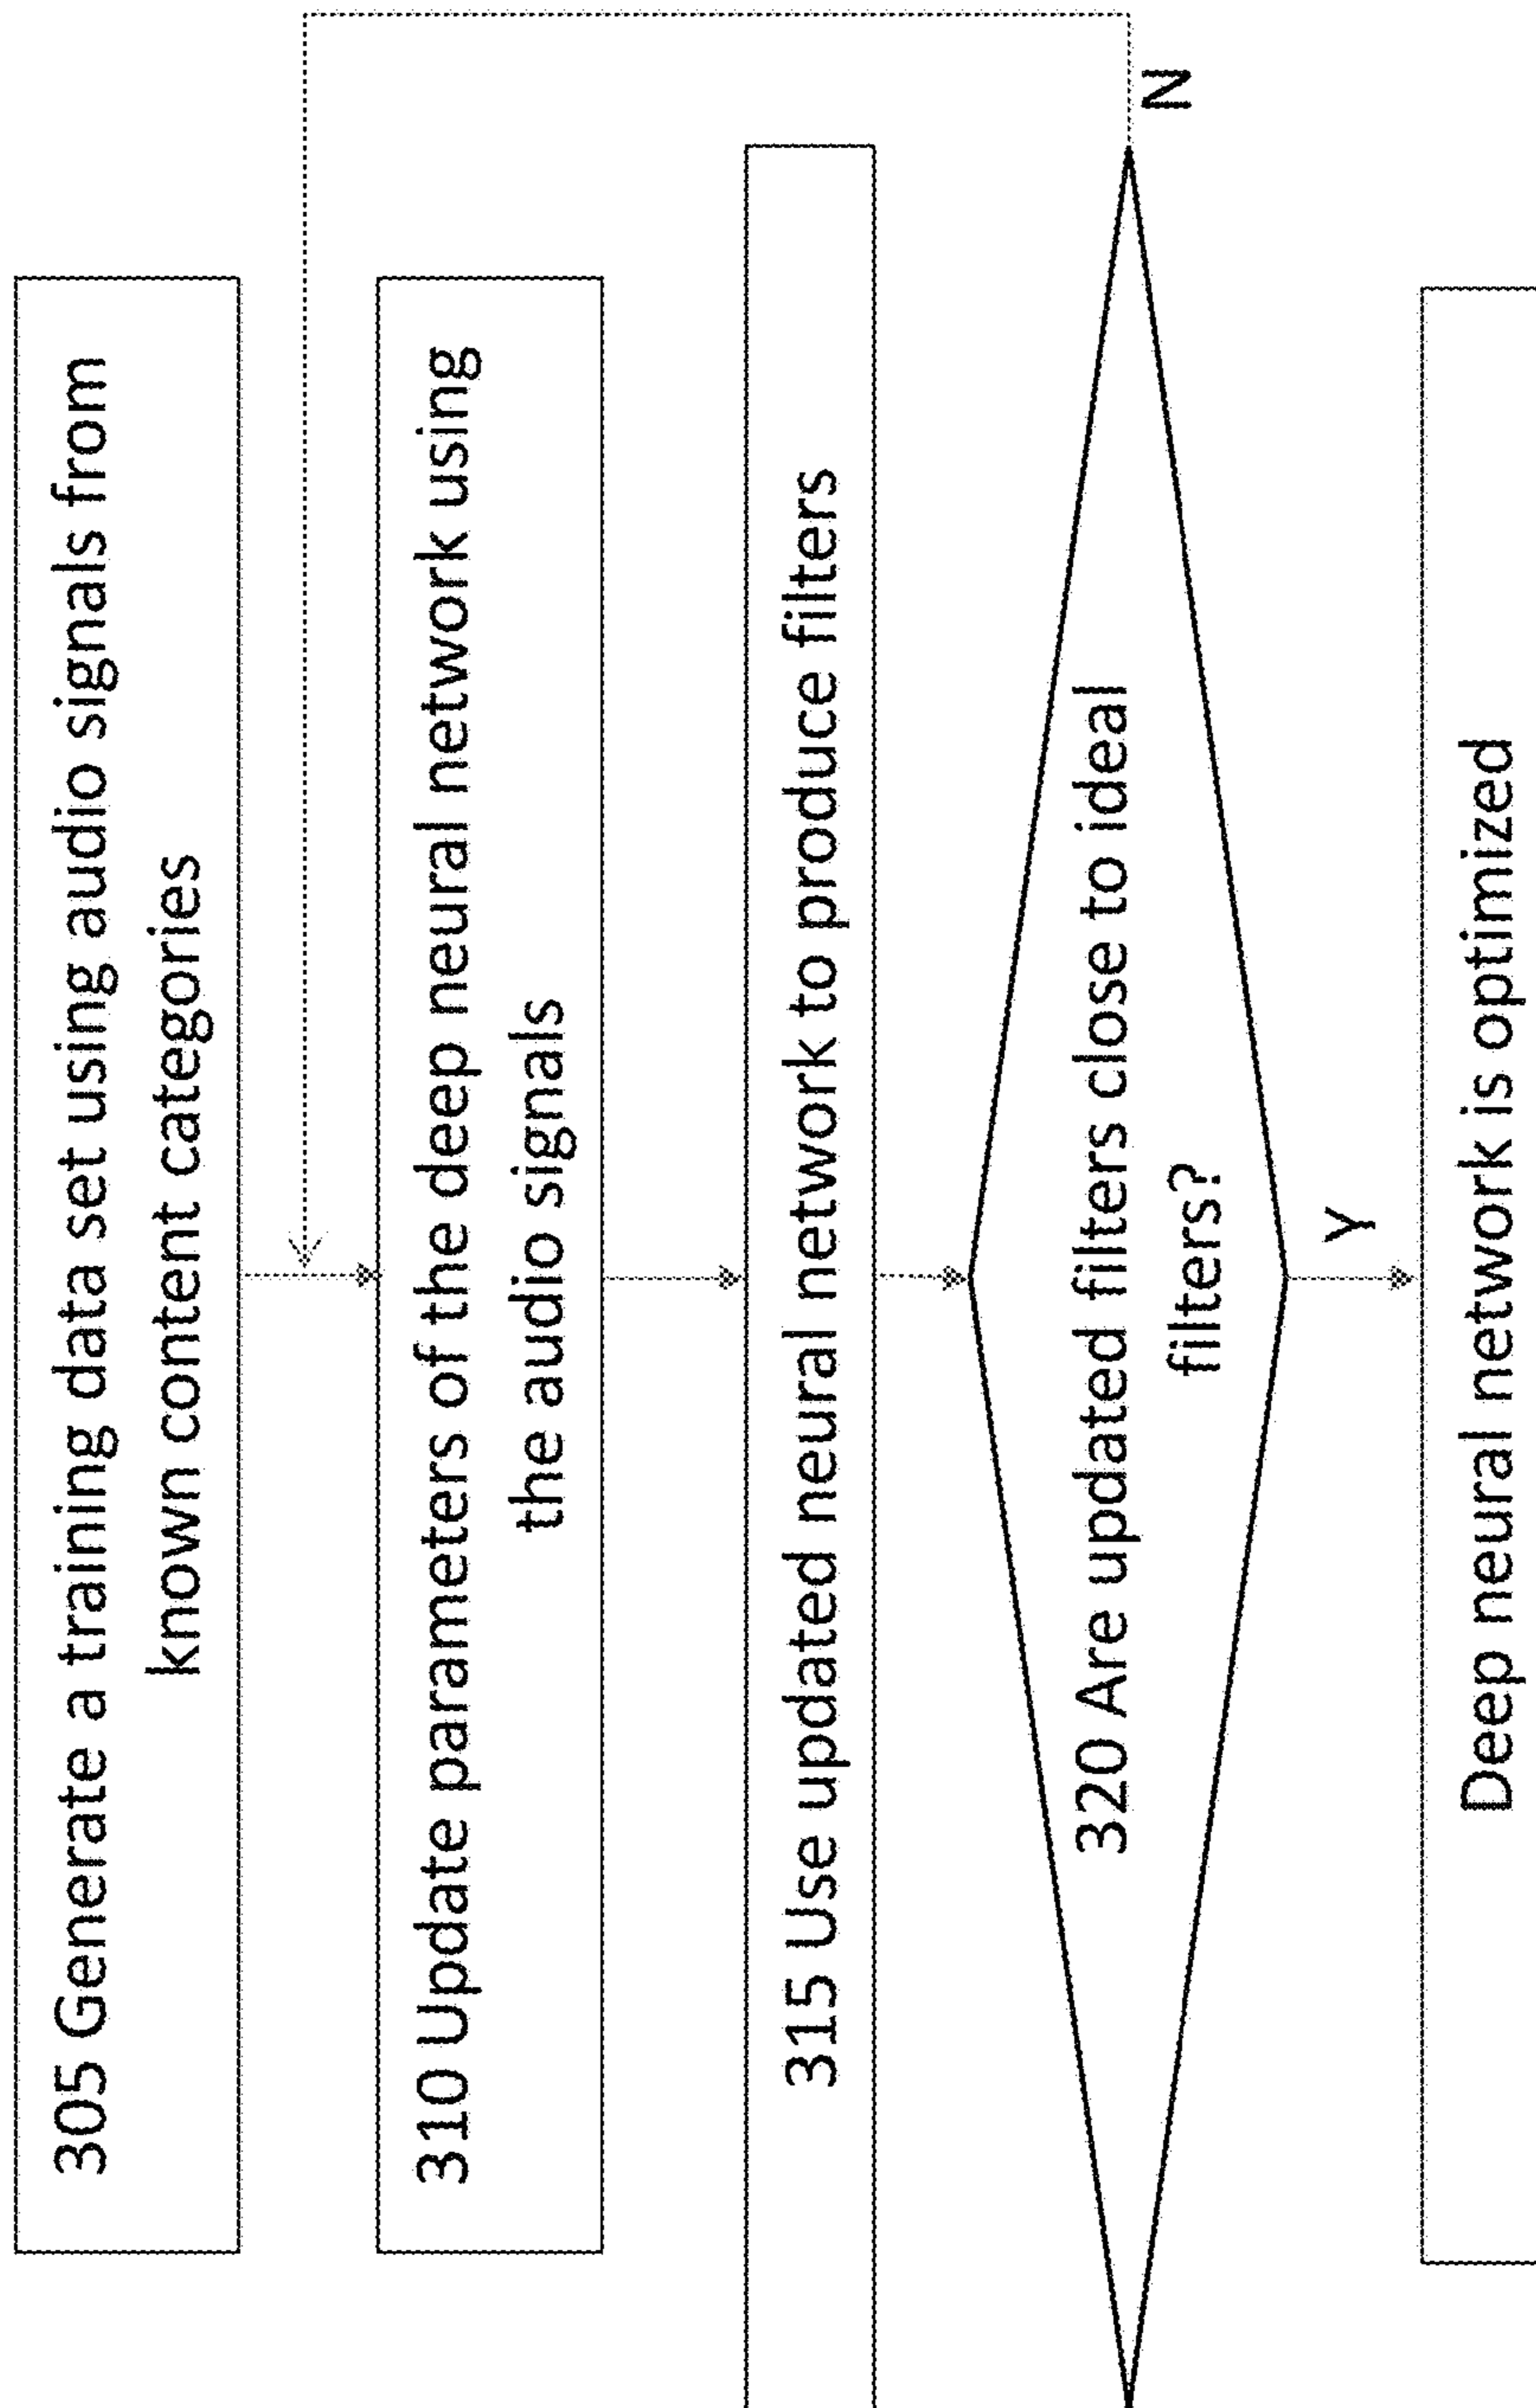 305 Generate a training data set using audio signals from
known content categories
310 Update parameters of the deep neural network using
the audio signals
315 Use updated neural network to produce filters
320 Are updated filters close to ideal
filters?
N
Y
Deep neural network is optimized